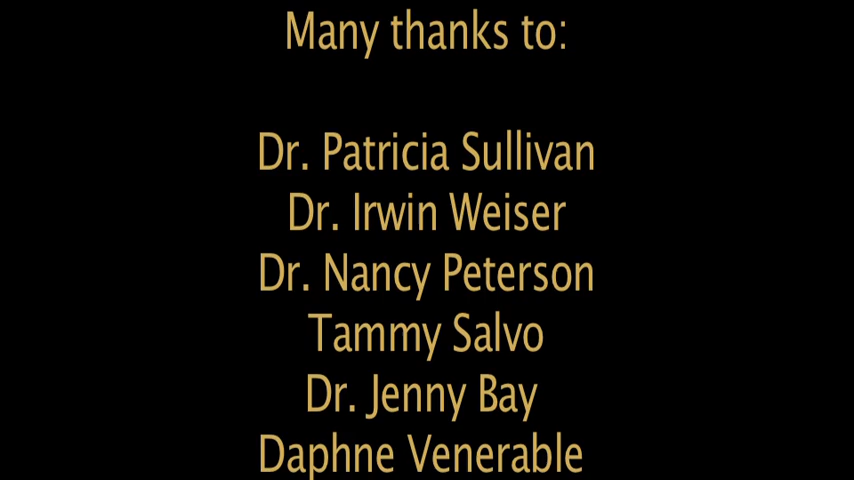 Many thanks to:
Dr. Patricia Sullivan
Dr. Irwin Weiser
Dr. Nancy Peterson
Tammy Salvo
Dr. Jenny Bay
Daphne Venerable